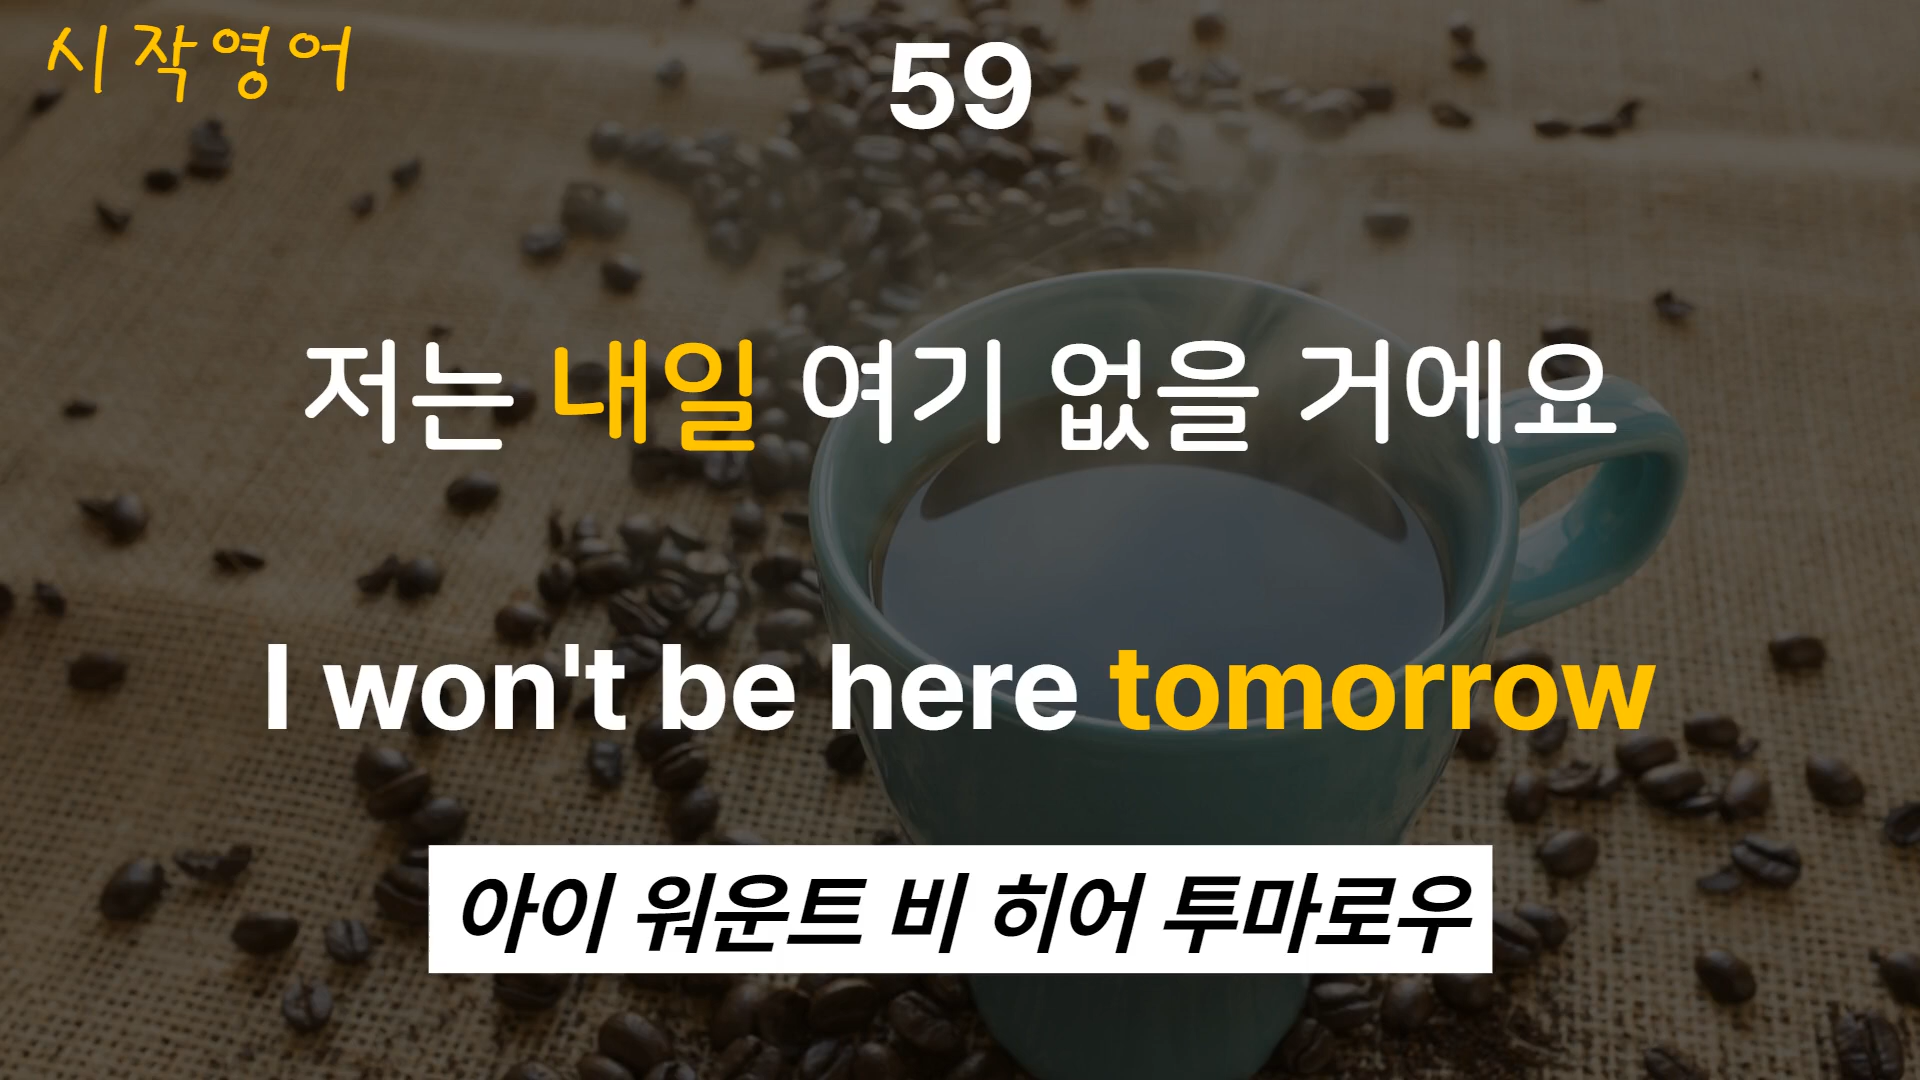 시작영어
59
저는 내일 여기 없을 거에요
I won't be here tomorrow
아이 워운트 비 히어 투마로우